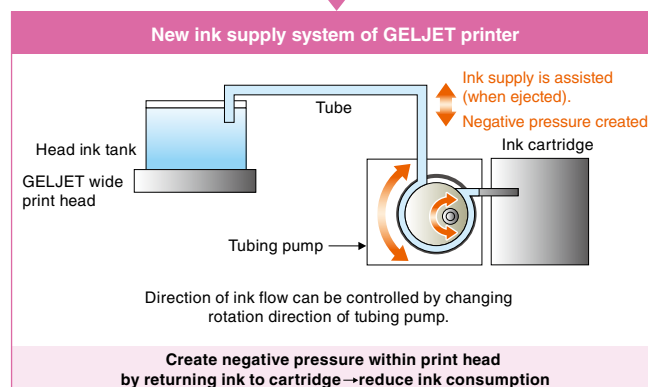 New ink supply system of GELJET printer
Ink supply is assisted
(when ejected).
Negative pressure created
Tube
Ink cartridge
Head ink tank
GELJET wide
print head
Tubing pump
Direction of ink flow can be controlled by changing
rotation direction of tubing pump.
Create negative pressure within print head
by returning ink to cartridge→reduce ink consumption